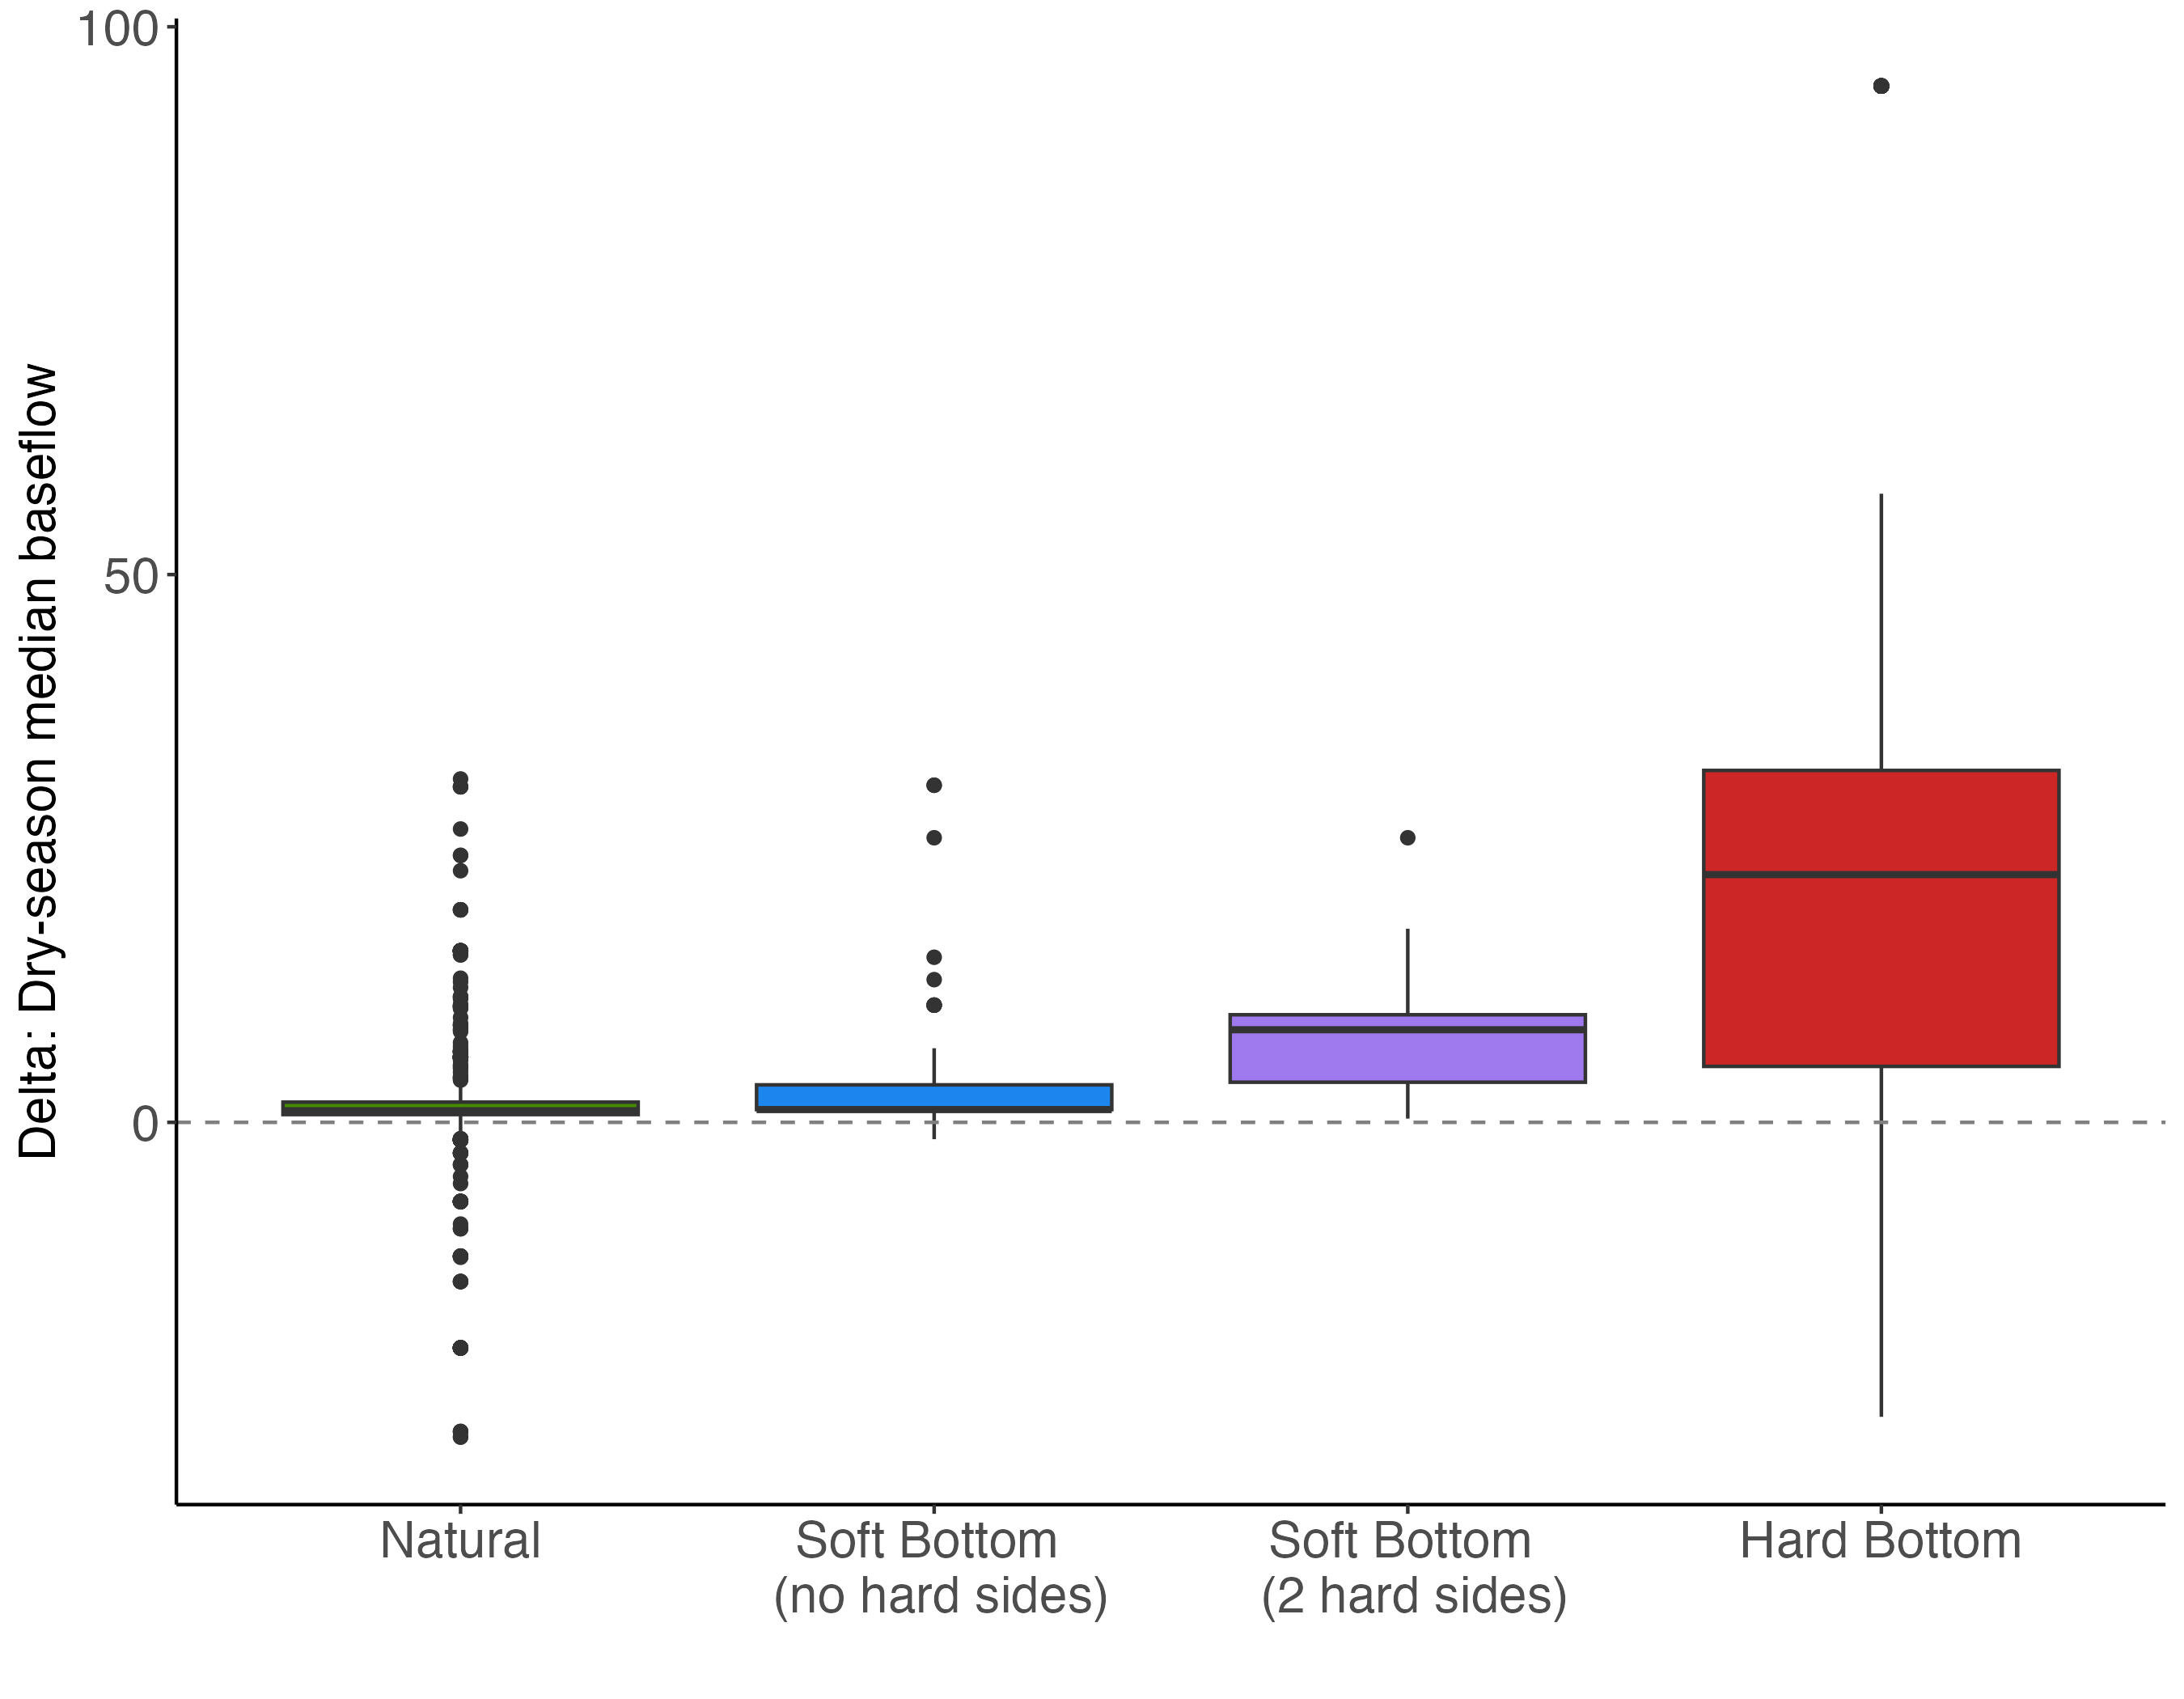 Delta: Dry-season median baseflow
100
50
0
Natural
Soft Bottom
(no hard sides)
Soft Bottom
(2 hard sides)
Hard Bottom